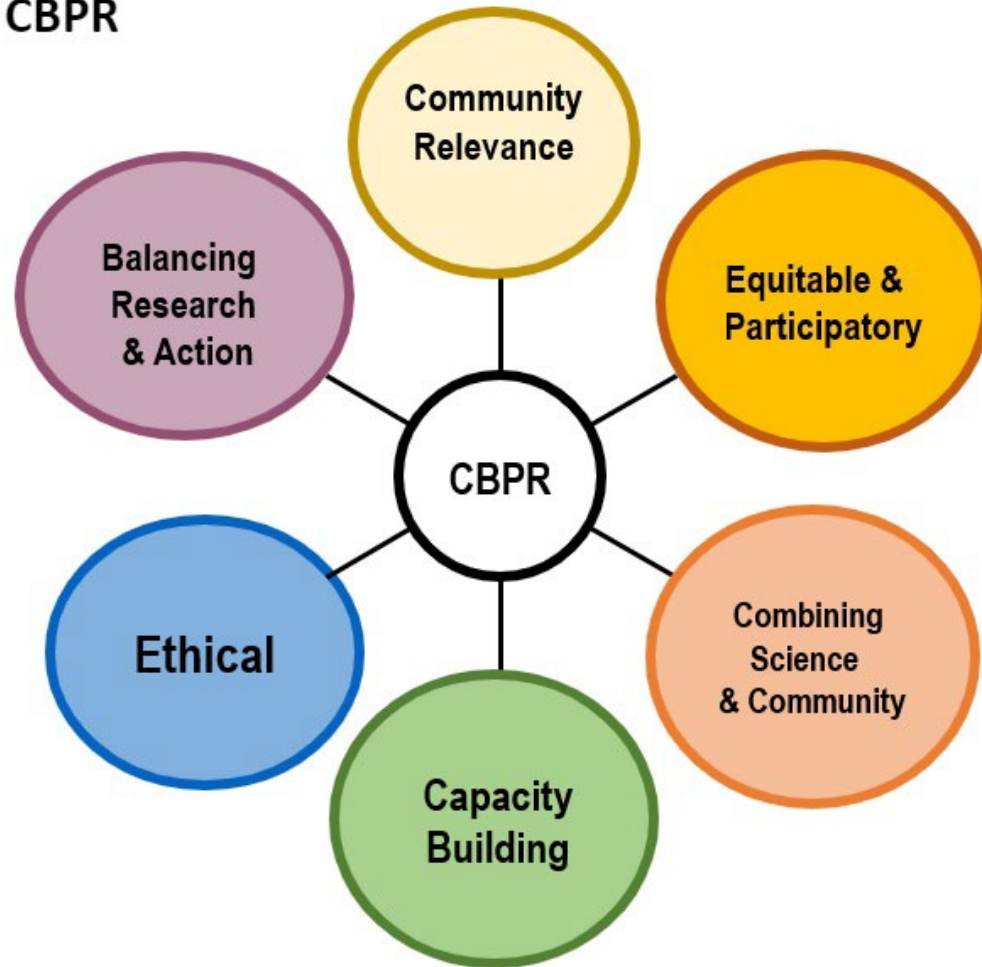 CBPR
Community
Relevance
Equitable &
Participatory
Combining
Science
& Community
Capacity
Building
Ethical
Balancing
Research
& Action
CBPR